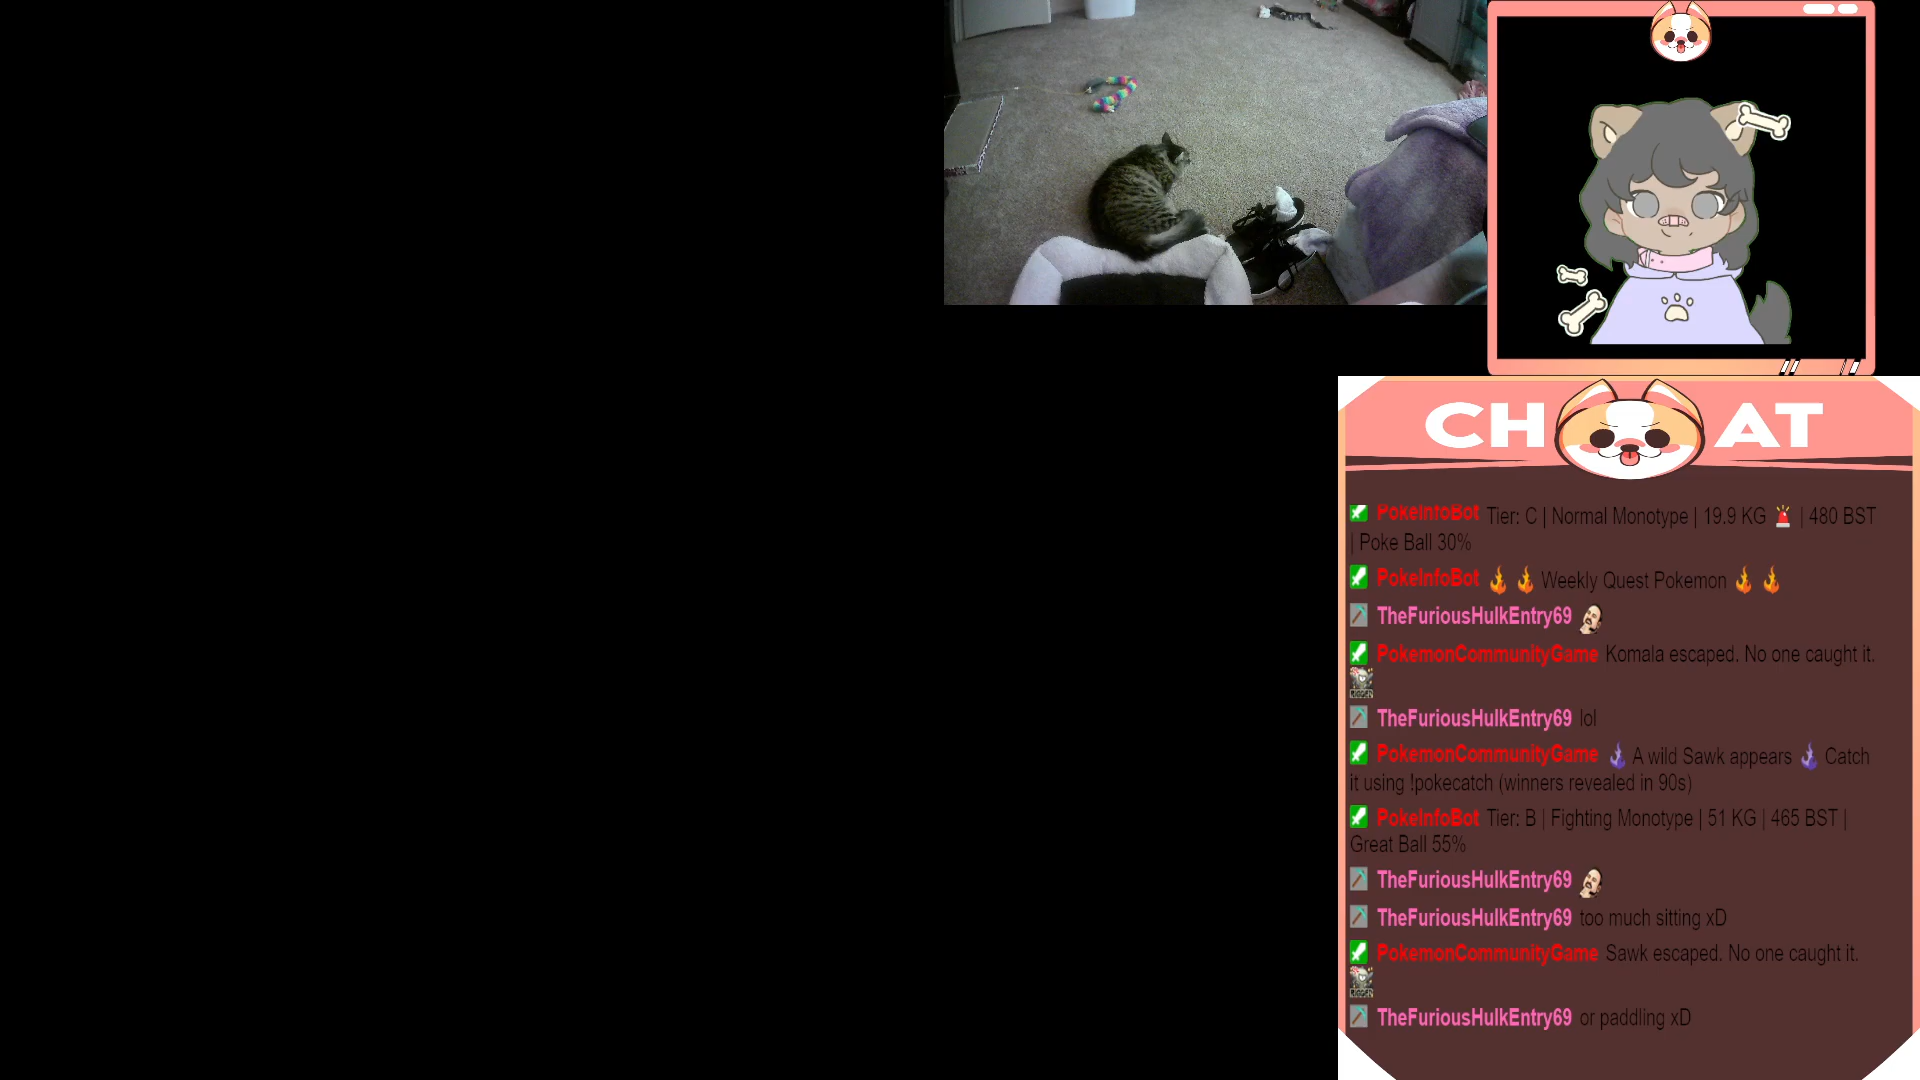 CHAT
PokeInfoBot Tier: C | Normal Monotype | 19.9 KG 🚨 | 480 BST
| Poke Ball 30%
PokeInfoBot 🔥 🔥 Weekly Quest Pokemon 🔥 🔥
TheFuriousHulkEntry69
PokemonCommunityGame Komala escaped. No one caught it.
TheFuriousHulkEntry69 lol
PokemonCommunityGame A wild Sawk appears Catch
it using !pokecatch (winners revealed in 90s)
PokeInfoBot Tier: B | Fighting Monotype | 51 KG | 465 BST |
Great Ball 55%
TheFuriousHulkEntry69
TheFuriousHulkEntry69 too much sitting xD
PokemonCommunityGame Sawk escaped. No one caught it.
TheFuriousHulkEntry69 or paddling xD